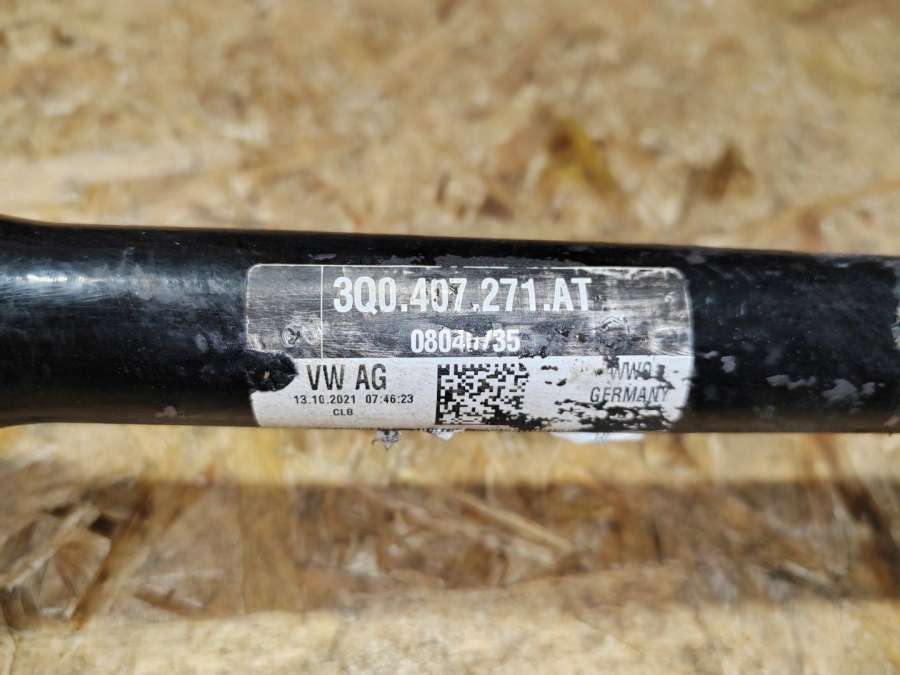 3Q0.407.271.AT
VW AG
13.10.2021 07:46:23
CLB
GERMANY